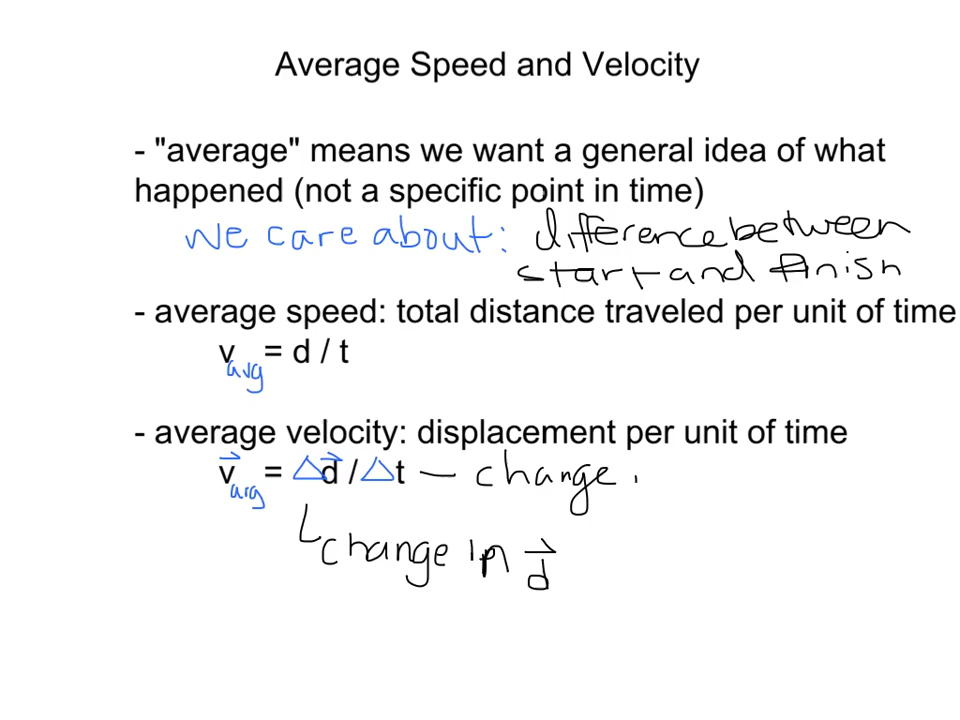 Average Speed and Velocity
- "average" means we want a general idea of what
happened (not a specific point in time)
we care about: difference between
start and finish
- average speed: total distance traveled per unit of time
v avg = d / t
- average velocity: displacement per unit of time
v⃗ avg = Δd⃗ / Δt — change .
change in d⃗